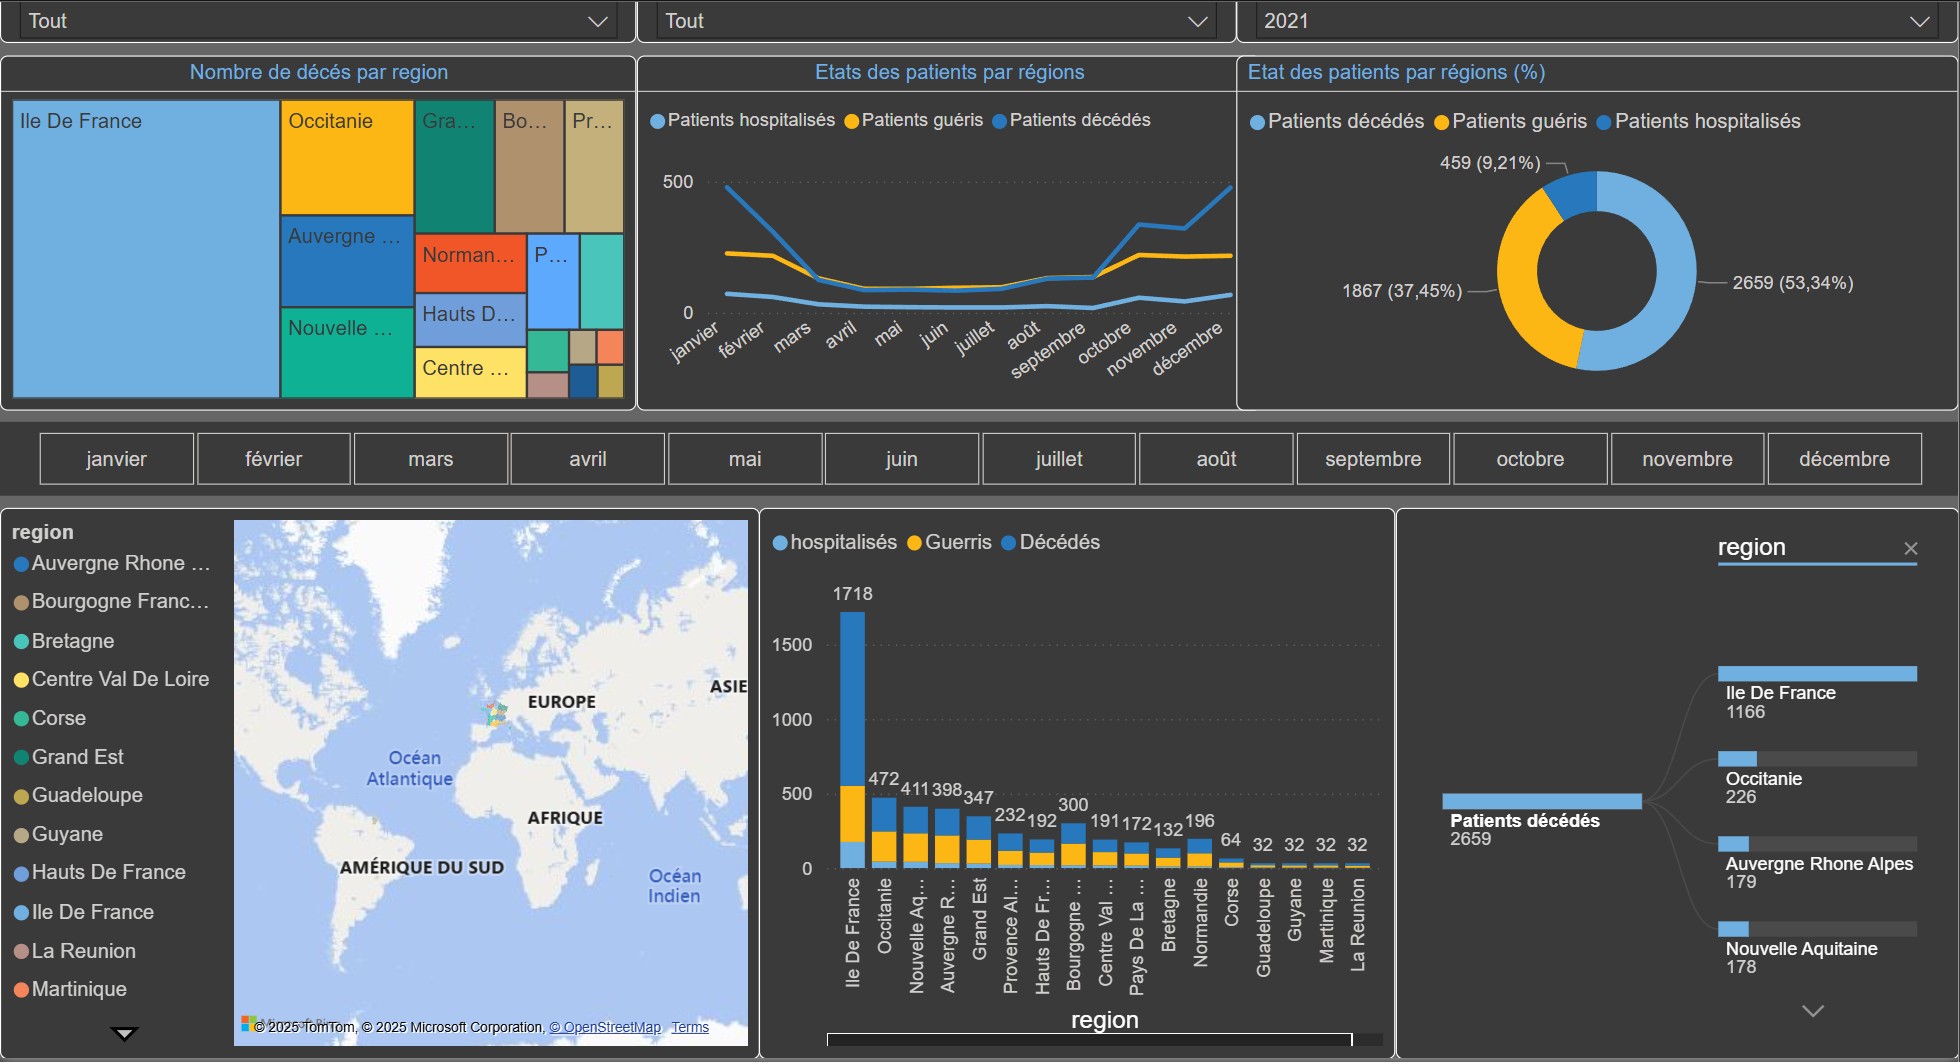 Tout
Tout
2021
Nombre de décés par region
Ile De France
Occitanie
Gra…
Bo…
Pr…
Auvergne …
Norman…
P…
Hauts D…
Nouvelle …
Centre …
Etats des patients par régions
Patients hospitalisés Patients guéris Patients décédés
500
0
janvier
février
mars
avril
mai
juin
juillet
août
septembre
octobre
novembre
décembre
Etat des patients par régions (%)
Patients décédés Patients guéris Patients hospitalisés
459 (9,21%)
1867 (37,45%)
2659 (53,34%)
janvier
février
mars
avril
mai
juin
juillet
août
septembre
octobre
novembre
décembre
region
Auvergne Rhone …
Bourgogne Franc…
Bretagne
Centre Val De Loire
Corse
Grand Est
Guadeloupe
Guyane
Hauts De France
Ile De France
La Reunion
Martinique
ASIE
EUROPE
Océan
Atlantique
AFRIQUE
AMÉRIQUE DU SUD
Océan
Indien
© 2025 TomTom, © 2025 Microsoft Corporation, © OpenStreetMap Terms
hospitalisés Guerris Décédés
1500
1000
500
0
1718
472
411
398
347
232
192
300
191
172
132
196
64
32
32
32
32
Ile De France
Occitanie
Nouvelle Aq…
Auvergne R…
Grand Est
Provence Al…
Hauts De Fr…
Bourgogne …
Centre Val …
Pays De La …
Bretagne
Normandie
Corse
Guadeloupe
Guyane
Martinique
La Reunion
region
region
Patients décédés
2659
Ile De France
1166
Occitanie
226
Auvergne Rhone Alpes
179
Nouvelle Aquitaine
178